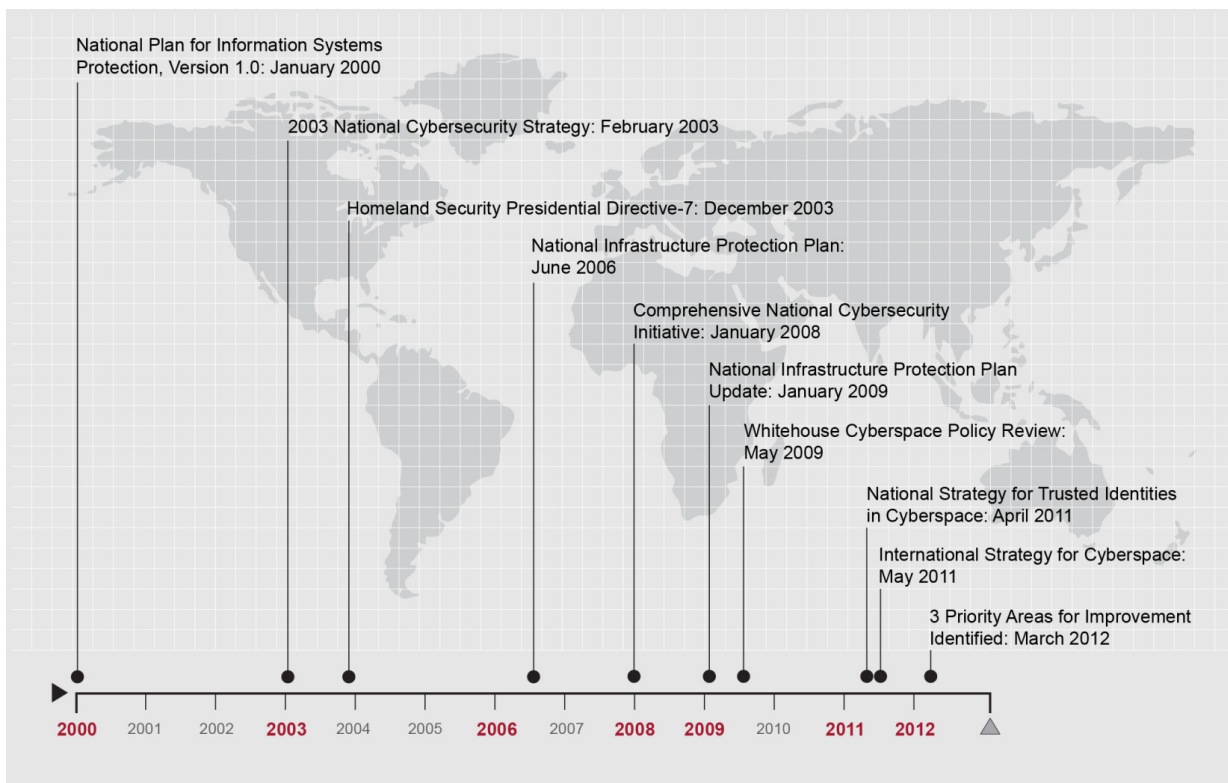 National Plan for Information Systems
Protection, Version 1.0: January 2000
2003 National Cybersecurity Strategy: February 2003
Homeland Security Presidential Directive-7: December 2003
National Infrastructure Protection Plan:
June 2006
Comprehensive National Cybersecurity
Initiative: January 2008
National Infrastructure Protection Plan
Update: January 2009
Whitehouse Cyberspace Policy Review:
May 2009
National Strategy for Trusted Identities
in Cyberspace: April 2011
International Strategy for Cyberspace:
May 2011
3 Priority Areas for Improvement
Identified: March 2012
2000 2001 2002 2003 2004 2005 2006 2007 2008 2009 2010 2011 2012